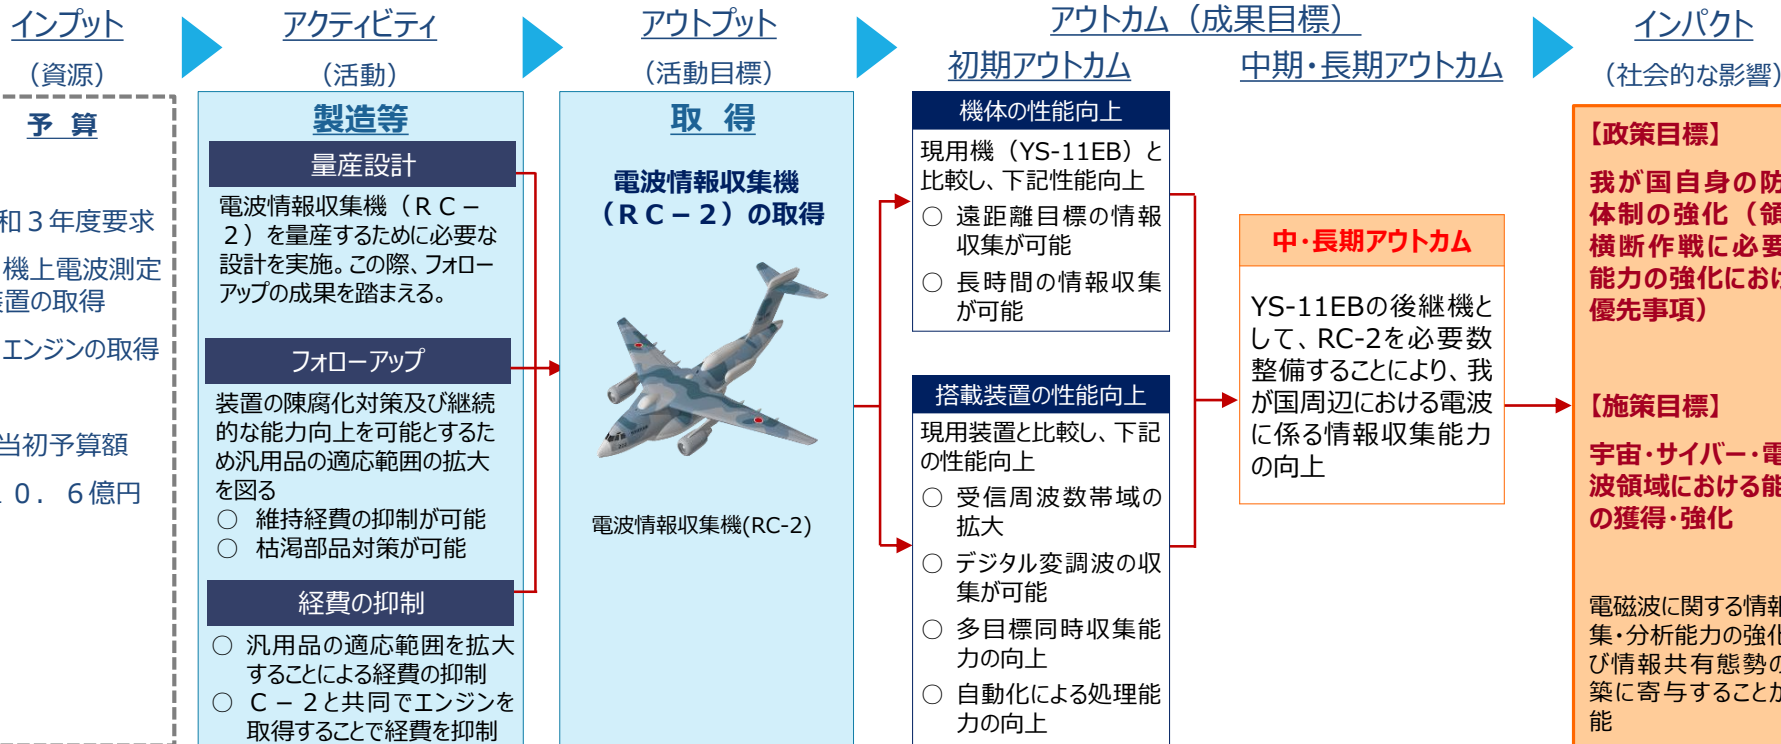 インプット
（資源）
予 算
和３年度要求
機上電波測定
装置の取得
エンジンの取得
当初予算額
０．６億円
アクティビティ
（活動）
製造等
量産設計
電波情報収集機（ＲＣ－
２）を量産するために必要な
設計を実施。この際、フォロー
アップの成果を踏まえる。
フォローアップ
装置の陳腐化対策及び継続
的な能力向上を可能とするた
め汎用品の適応範囲の拡大
を図る
○ 維持経費の抑制が可能
○ 枯渇部品対策が可能
経費の抑制
○ 汎用品の適応範囲を拡大
することによる経費の抑制
○ Ｃ－２と共同でエンジンを
取得することで経費を抑制
アウトプット
（活動目標）
取 得
電波情報収集機
（ＲＣ－２）の取得
電波情報収集機(RC-2)
アウトカム（成果目標）
初期アウトカム
機体の性能向上
現用機（YS-11EB）と
比較し、下記性能向上
○ 遠距離目標の情報
収集が可能
○ 長時間の情報収集
が可能
搭載装置の性能向上
現用装置と比較し、下記
の性能向上
○ 受信周波数帯域の
拡大
○ デジタル変調波の収
集が可能
○ 多目標同時収集能
力の向上
○ 自動化による処理能
力の向上
中期・長期アウトカム
中・長期アウトカム
YS-11EBの後継機と
して、RC-2を必要数
整備することにより、我
が国周辺における電波
に係る情報収集能力
の向上
インパクト
（社会的な影響）
【政策目標】
我が国自身の防
体制の強化（領
横断作戦に必要
能力の強化におけ
優先事項）
【施策目標】
宇宙・サイバー・電
波領域における能
の獲得・強化
電磁波に関する情報
集・分析能力の強化
び情報共有態勢の
築に寄与することが
能